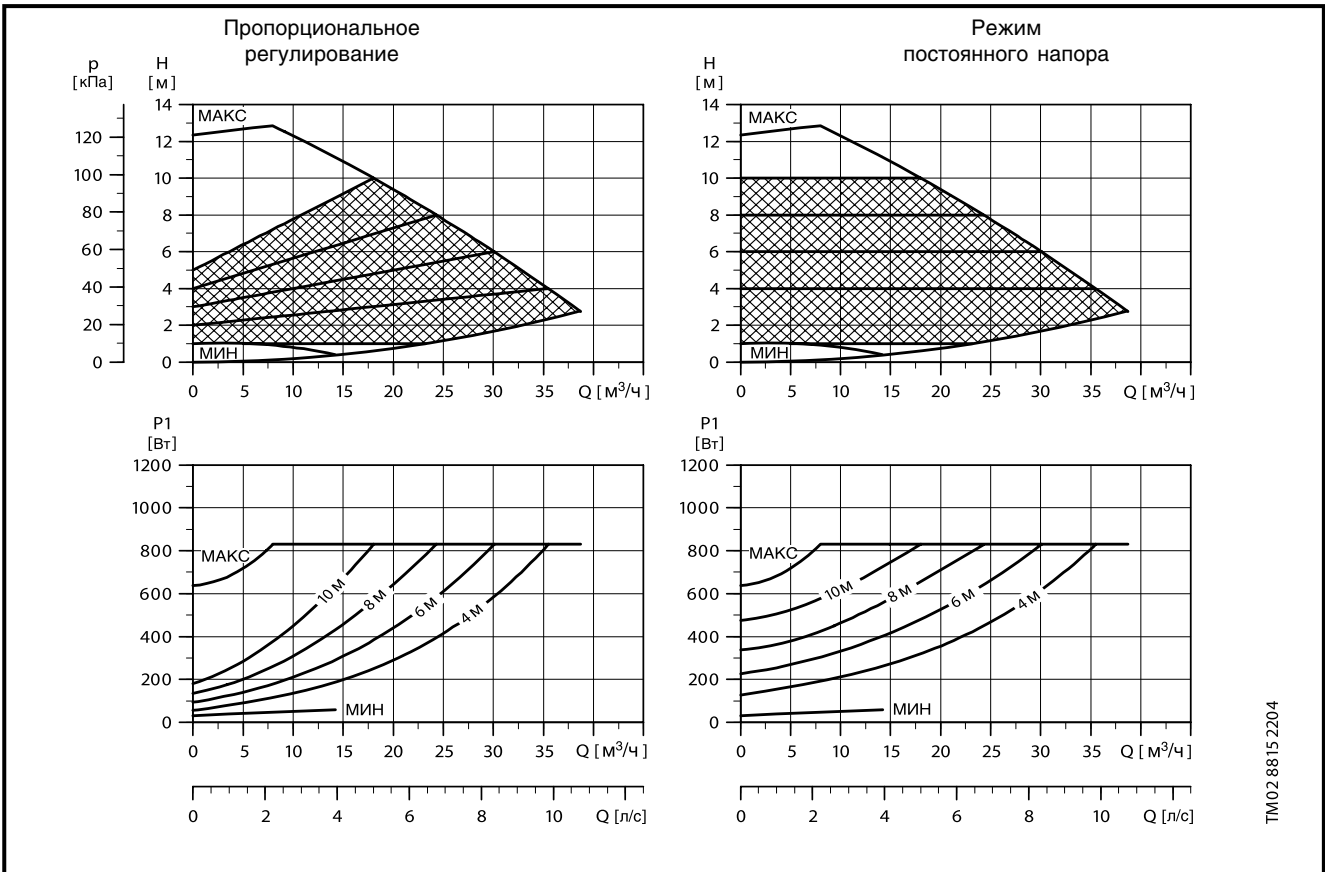 Пропорциональное
регулирование
Режим
постоянного напора
p
[кПа]
H
[м]
H
[м]
14
12
10
8
6
4
2
0
120
100
80
60
40
20
0
МАКС
МИН
0 5 10 15 20 25 30 35 Q [м³/ч]
14
12
10
8
6
4
2
0
МАКС
МИН
0 5 10 15 20 25 30 35 Q [м³/ч]
P1
[Вт]
1200
1000
800
600
400
200
0
МАКС
10 м
8 м
6 м
4 м
МИН
0 5 10 15 20 25 30 35 Q [м³/ч]
0 2 4 6 8 10 Q [л/с]
P1
[Вт]
1200
1000
800
600
400
200
0
МАКС
10 м
8 м
6 м
4 м
МИН
0 5 10 15 20 25 30 35 Q [м³/ч]
0 2 4 6 8 10 Q [л/с]
TM02 8815 2204